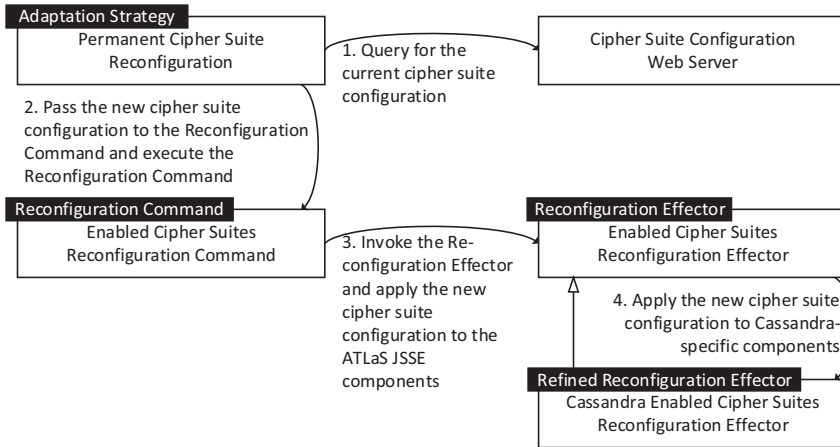 Adaptation Strategy
Permanent Cipher Suite
Reconfiguration
1. Query for the
current cipher suite
configuration
Cipher Suite Configuration
Web Server
2. Pass the new cipher suite
configuration to the Reconfiguration
Command and execute the
Reconfiguration Command
Reconfiguration Command
Enabled Cipher Suites
Reconfiguration Command
3. Invoke the Re-
configuration Effector
and apply the new
cipher suite
configuration to the
ATLaS JSSE
components
Reconfiguration Effector
Enabled Cipher Suites
Reconfiguration Effector
4. Apply the new cipher suite
configuration to Cassandra-
specific components
Refined Reconfiguration Effector
Cassandra Enabled Cipher Suites
Reconfiguration Effector